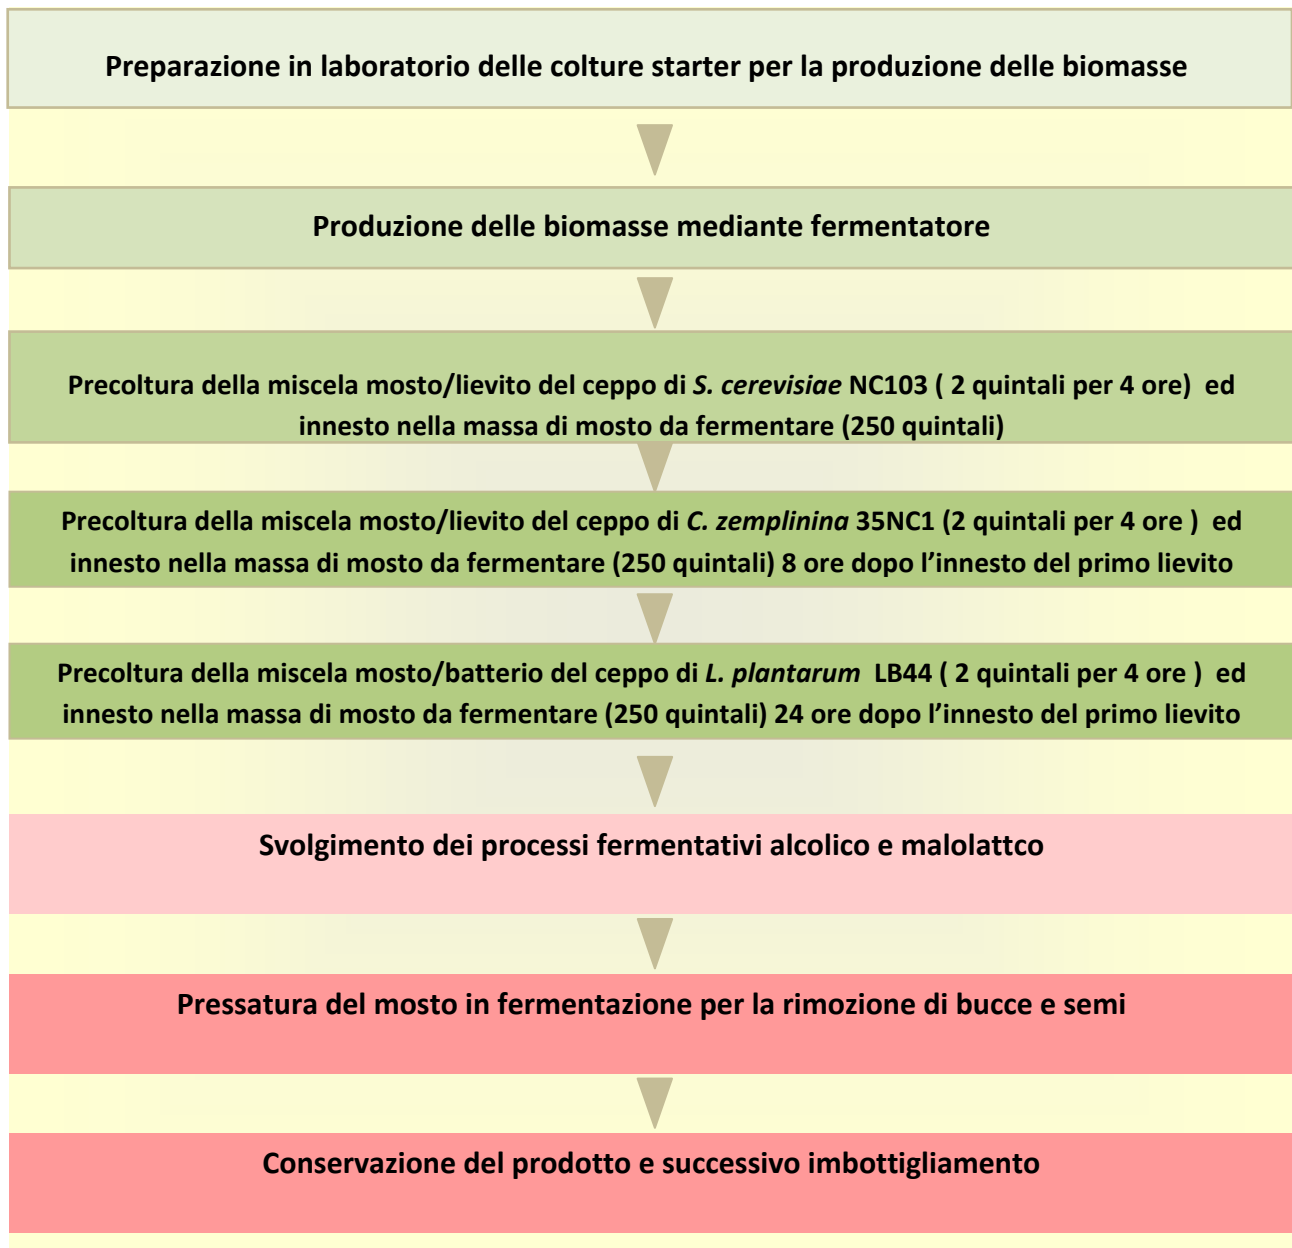 Preparazione in laboratorio delle colture starter per la produzione delle biomasse
Produzione delle biomasse mediante fermentatore
Precoltura della miscela mosto/lievito del ceppo di S. cerevisiae NC103 ( 2 quintali per 4 ore) ed
innesto nella massa di mosto da fermentare (250 quintali)
Precoltura della miscela mosto/lievito del ceppo di C. zemplinina 35NC1 (2 quintali per 4 ore ) ed
innesto nella massa di mosto da fermentare (250 quintali) 8 ore dopo l’innesto del primo lievito
Precoltura della miscela mosto/batterio del ceppo di L. plantarum LB44 ( 2 quintali per 4 ore ) ed
innesto nella massa di mosto da fermentare (250 quintali) 24 ore dopo l’innesto del primo lievito
Svolgimento dei processi fermentativi alcolico e malolattco
Pressatura del mosto in fermentazione per la rimozione di bucce e semi
Conservazione del prodotto e successivo imbottigliamento